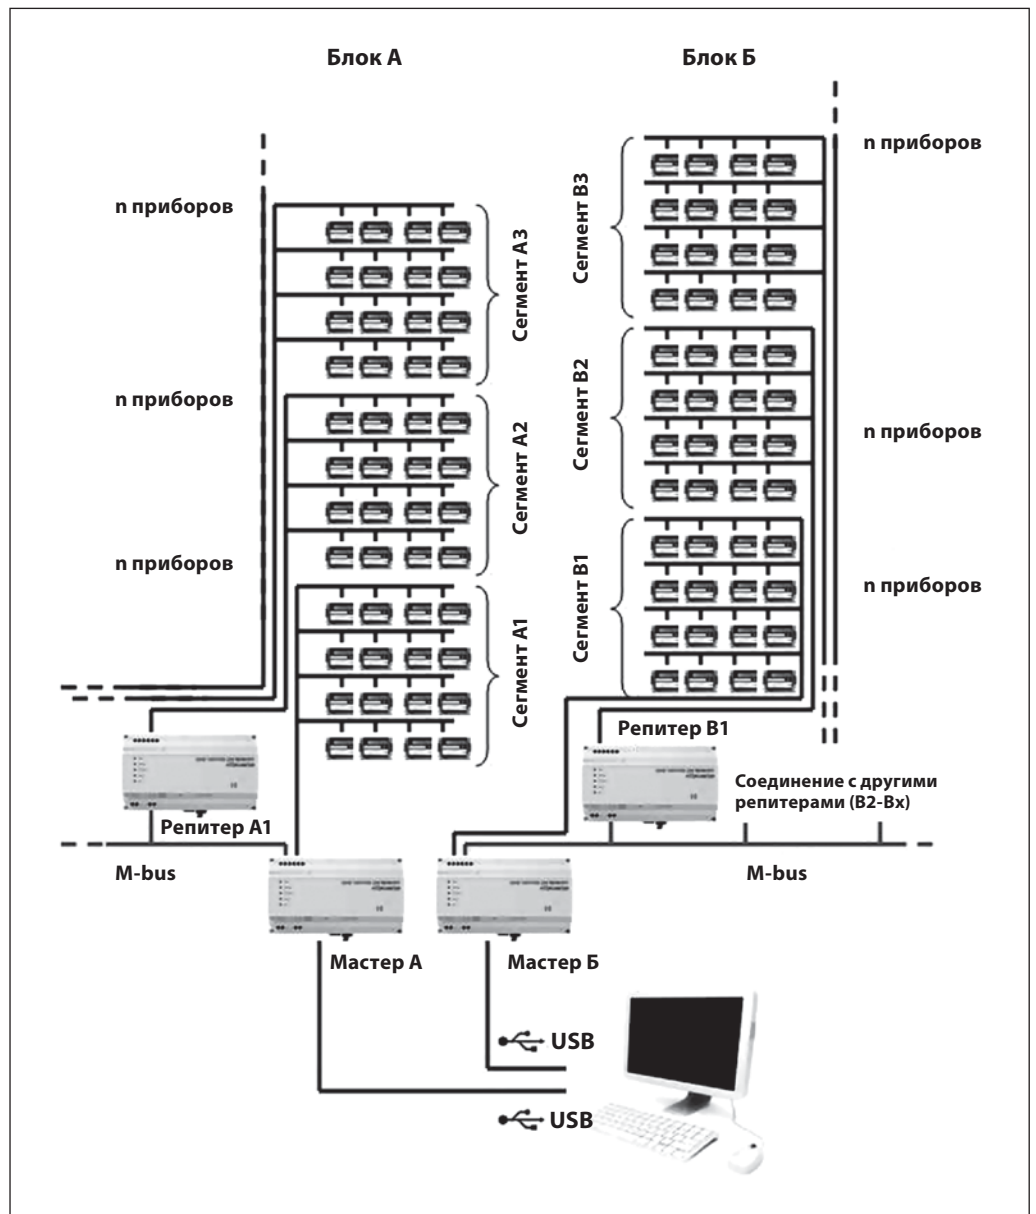 Блок А
Блок Б
n приборов
n приборов
n приборов
Сегмент А3
Сегмент А2
Сегмент А1
Сегмент В3
Сегмент В2
Сегмент В1
n приборов
n приборов
n приборов
Репитер А1
M-bus
Репитер В1
Соединение с другими
репитерами (В2-Вх)
M-bus
Мастер А
Мастер Б
USB
USB